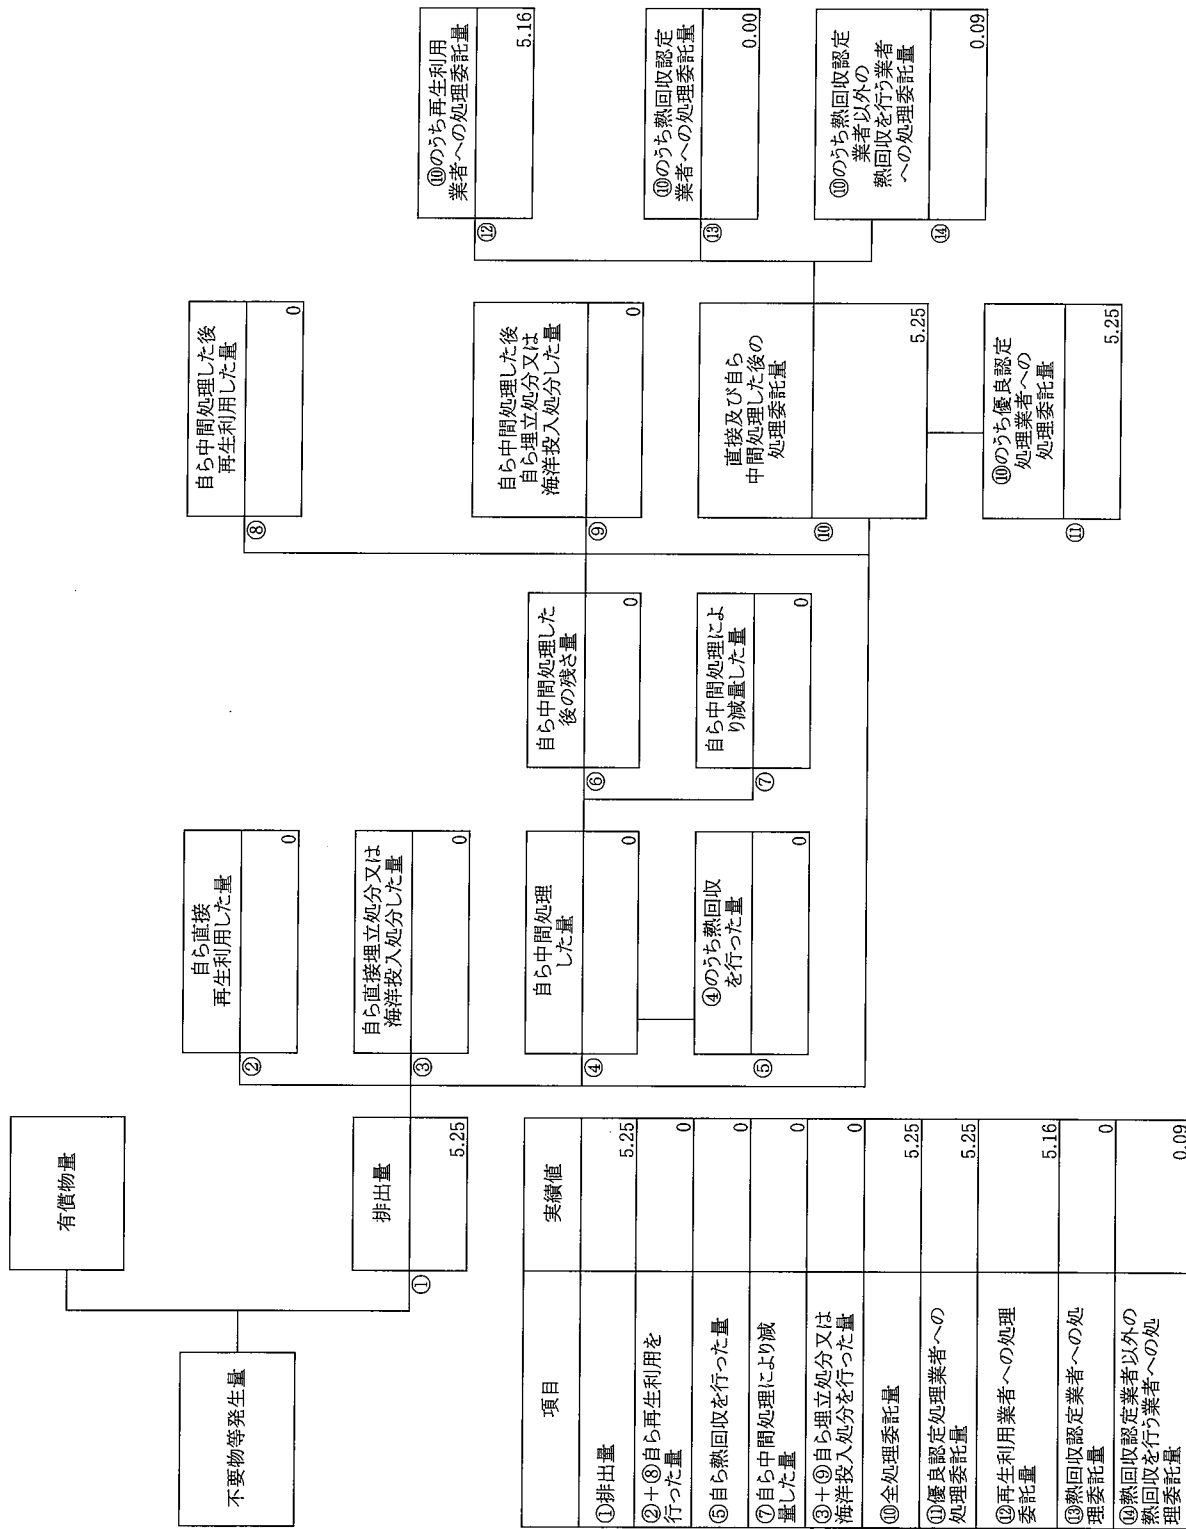 不要物等発生量
有償物量
①
排出量
5.25
②
自ら直接
再生利用した量
0
③
自ら直接埋立処分又は
海洋投入処分した量
0
④
自ら中間処理
した量
0
⑤
④のうち熱回収
を行った量
0
⑥
自ら中間処理した
後の残さ量
0
⑦
自ら中間処理によ
り減量した量
0
⑧
自ら中間処理した後
再生利用した量
0
⑨
自ら中間処理した後
自ら埋立処分又は
海洋投入処分した量
0
⑩
直接及び自ら
中間処理した後の
処理委託量
5.25
⑪
⑩のうち優良認定
処理業者への
処理委託量
5.25
⑫
⑩のうち再生利用
業者への処理委託量
5.16
⑬
⑩のうち熱回収認定
業者への処理委託量
0.00
⑭
⑩のうち熱回収認定
業者以外の
熱回収を行う業者
への処理委託量
0.09
項目 実績値
①排出量 5.25
②+⑧自ら再生利用を
行った量 0
⑤自ら熱回収を行った量 0
⑦自ら中間処理により減
量した量 0
③+⑨自ら埋立処分又は
海洋投入処分を行った量 0
⑩全処理委託量 5.25
⑪優良認定処理業者への
処理委託量 5.25
⑫再生利用業者への処理
委託量 5.16
⑬熱回収認定業者への処
理委託量 0
⑭熱回収認定業者以外の
熱回収を行う業者への処
理委託量 0.09